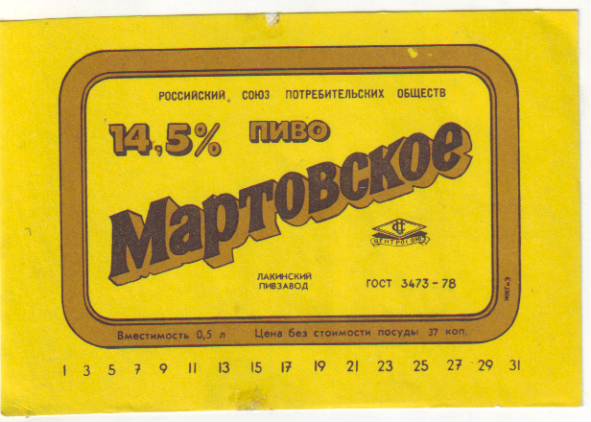 РОССИЙСКИЙ СОЮЗ ПОТРЕБИТЕЛЬСКИХ ОБЩЕСТВ
14,5% ПИВО
Мартовское
ЛАКИНСКИЙ
ПИВЗАВОД
ГОСТ 3473-78
Вместимость 0,5 л Цена без стоимости посуды 37 коп.
1 3 5 7 9 11 13 15 17 19 21 23 25 27 29 31